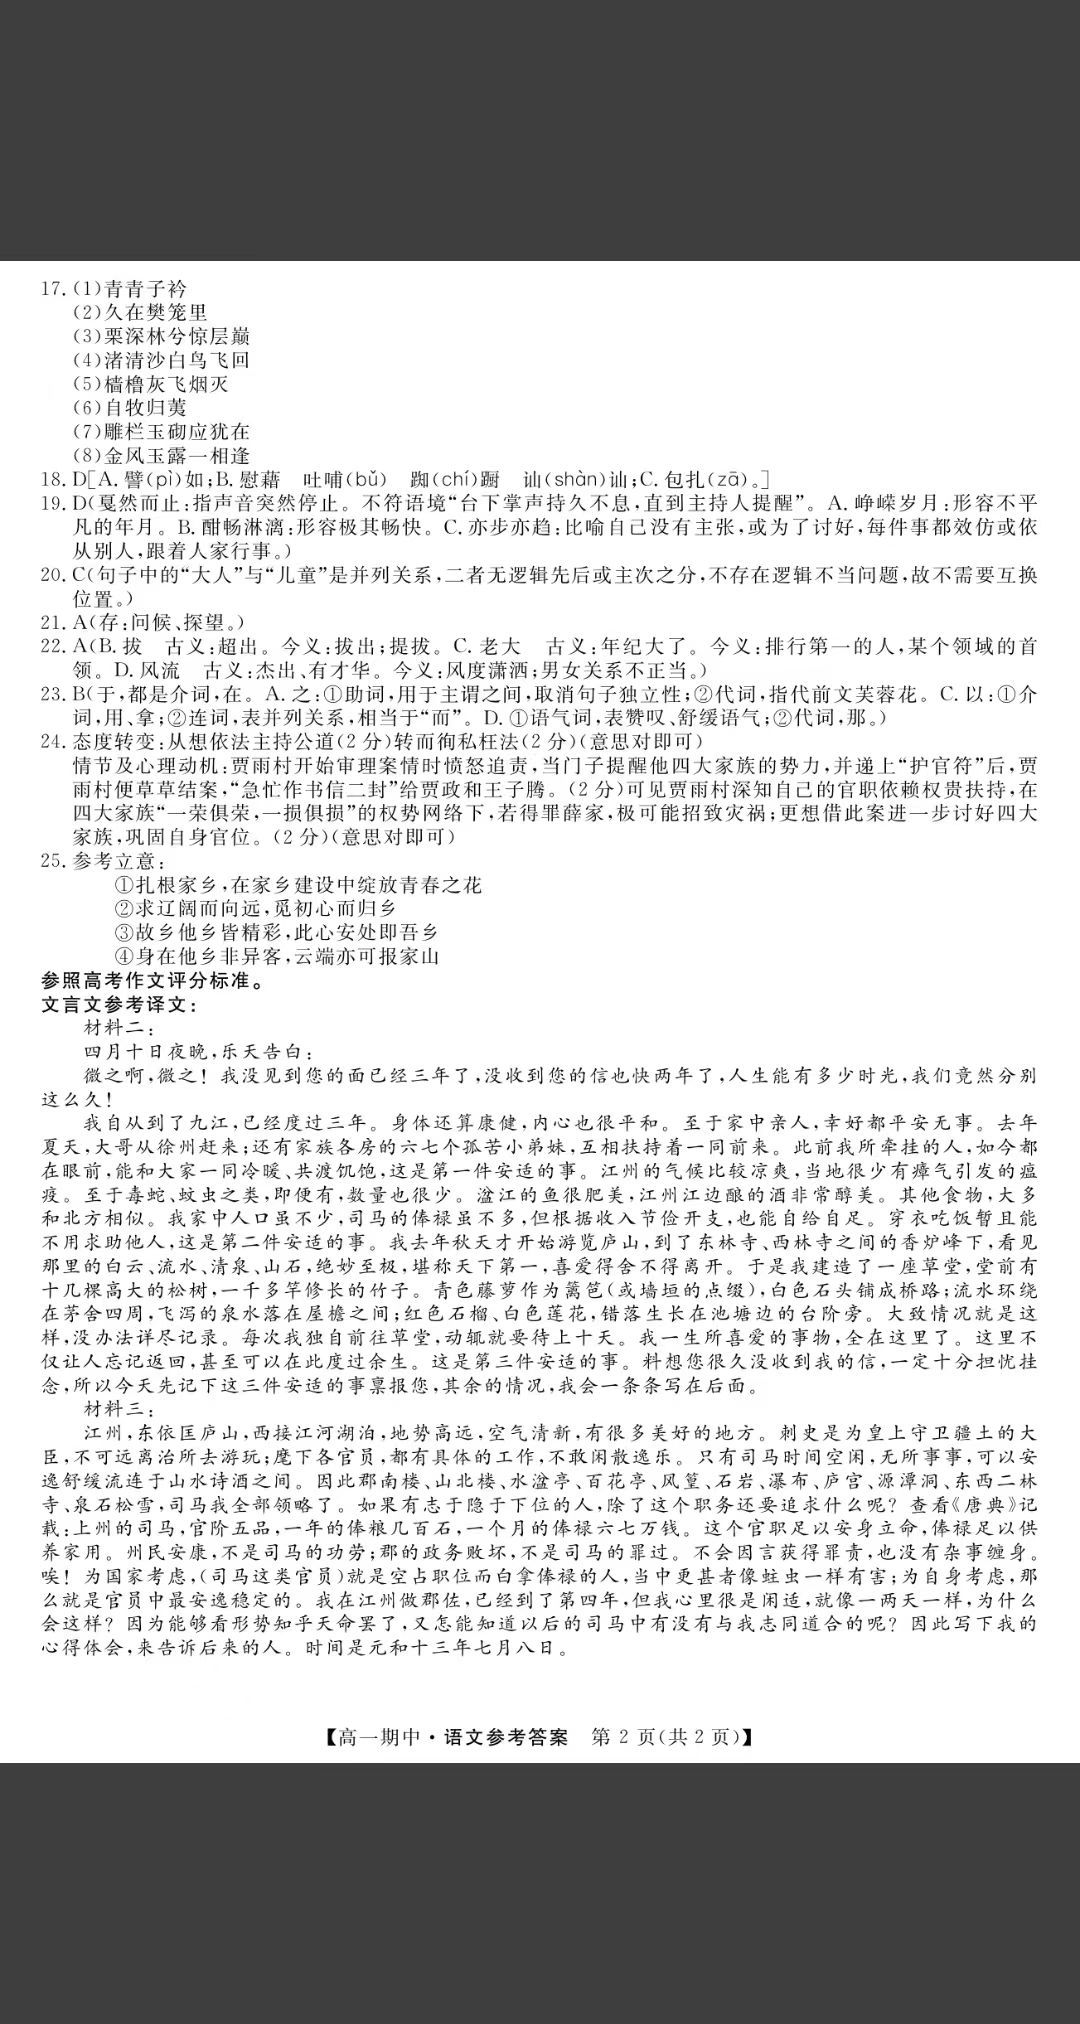 17. (1)青青子衿
(2)久在樊笼里
(3)栗深林兮惊层巅
(4)渚清沙白鸟飞回
(5)樯橹灰飞烟灭
(6)自牧归荑
(7)雕栏玉砌应犹在
(8)金风玉露一相逢
18. D[A. 譬(pì)如;B. 慰藉　吐哺(bǔ)　踟(chí)蹰　讪(shàn)讪;C. 包扎(zā)。]
19. D(戛然而止:指声音突然停止。不符语境“台下掌声持久不息,直到主持人提醒”。A. 峥嵘岁月:形容不平
凡的年月。B. 酣畅淋漓:形容极其畅快。C. 亦步亦趋:比喻自己没有主张,或为了讨好,每件事都效仿或依
从别人,跟着人家行事。)
20. C(句子中的“大人”与“儿童”是并列关系,二者无逻辑先后或主次之分,不存在逻辑不当问题,故不需要互换
位置。)
21. A(存:问候、探望。)
22. A(B. 拔　古义:超出。今义:拔出;提拔。C. 老大　古义:年纪大了。今义:排行第一的人,某个领域的首
领。D. 风流　古义:杰出、有才华。今义:风度潇洒;男女关系不正当。)
23. B(于,都是介词,在。A. 之:①助词,用于主谓之间,取消句子独立性;②代词,指代前文芙蓉花。C. 以:①介
词,用、拿;②连词,表并列关系,相当于“而”。D. ①语气词,表赞叹、舒缓语气;②代词,那。)
24. 态度转变:从想依法主持公道(2 分)转而徇私枉法(2 分)(意思对即可)
情节及心理动机:贾雨村开始审理案情时愤怒追责,当门子提醒他四大家族的势力,并递上“护官符”后,贾
雨村便草草结案,“急忙作书信二封”给贾政和王子腾。(2 分)可见贾雨村深知自己的官职依赖权贵扶持,在
四大家族“一荣俱荣,一损俱损”的权势网络下,若得罪薛家,极可能招致灾祸;更想借此案进一步讨好四大
家族,巩固自身官位。(2 分)(意思对即可)
25. 参考立意:
①扎根家乡,在家乡建设中绽放青春之花
②求辽阔而向远,觅初心而归乡
③故乡他乡皆精彩,此心安处即吾乡
④身在他乡非异客,云端亦可报家山
参照高考作文评分标准。
文言文参考译文:
材料二:
四月十日夜晚,乐天告白:
微之啊,微之! 我没见到您的面已经三年了,没收到您的信也快两年了,人生能有多少时光,我们竟然分别
这么久!
我自从到了九江,已经度过三年。身体还算康健,内心也很平和。至于家中亲人,幸好都平安无事。去年
夏天,大哥从徐州赶来;还有家族各房的六七个孤苦小弟妹,互相扶持着一同前来。此前我所牵挂的人,如今都
在眼前,能和大家一同冷暖、共渡饥饱,这是第一件安适的事。江州的气候比较凉爽,当地很少有瘴气引发的瘟
疫。至于毒蛇、蚊虫之类,即便有,数量也很少。湓江的鱼很肥美,江州江边酿的酒非常醇美。其他食物,大多
和北方相似。我家中人口虽不少,司马的俸禄虽不多,但根据收入节俭开支,也能自给自足。穿衣吃饭暂且能
不用求助他人,这是第二件安适的事。我去年秋天才开始游览庐山,到了东林寺、西林寺之间的香炉峰下,看见
那里的白云、流水、清泉、山石,绝妙至极,堪称天下第一,喜爱得舍不得离开。于是我建造了一座草堂,堂前有
十几棵高大的松树,一千多竿修长的竹子。青色藤萝作为篱笆(或墙垣的点缀),白色石头铺成桥路;流水环绕
在茅舍四周,飞泻的泉水落在屋檐之间;红色石榴、白色莲花,错落生长在池塘边的台阶旁。大致情况就是这
样,没办法详尽记录。每次我独自前往草堂,动辄就要待上十天。我一生所喜爱的事物,全在这里了。这里不
仅让人忘记返回,甚至可以在此度过余生。这是第三件安适的事。料想您很久没收到我的信,一定十分担忧挂
念,所以今天先记下这三件安适的事禀报您,其余的情况,我会一条条写在后面。
材料三:
江州,东依匡庐山,西接江河湖泊,地势高远,空气清新,有很多美好的地方。刺史是为皇上守卫疆土的大
臣,不可远离治所去游玩;麾下各官员,都有具体的工作,不敢闲散逸乐。只有司马时间空闲,无所事事,可以安
逸舒缓流连于山水诗酒之间。因此郡南楼、山北楼、水湓亭、百花亭、风篁、石岩、瀑布、庐宫、源潭洞、东西二林
寺、泉石松雪,司马我全部领略了。如果有志于隐于下位的人,除了这个职务还要追求什么呢? 查看《唐典》记
载:上州的司马,官阶五品,一年的俸粮几百石,一个月的俸禄六七万钱。这个官职足以安身立命,俸禄足以供
养家用。州民安康,不是司马的功劳;郡的政务败坏,不是司马的罪过。不会因言获得罪责,也没有杂事缠身。
唉! 为国家考虑,(司马这类官员)就是空占职位而白拿俸禄的人,当中更甚者像蛀虫一样有害;为自身考虑,那
么就是官员中最安逸稳定的。我在江州做郡佐,已经到了第四年,但我心里很是闲适,就像一两天一样,为什么
会这样? 因为能够看形势知乎天命罢了,又怎能知道以后的司马中有没有与我志同道合的呢? 因此写下我的
心得体会,来告诉后来的人。时间是元和十三年七月八日。
【高一期中·语文参考答案　第 2 页(共 2 页)】